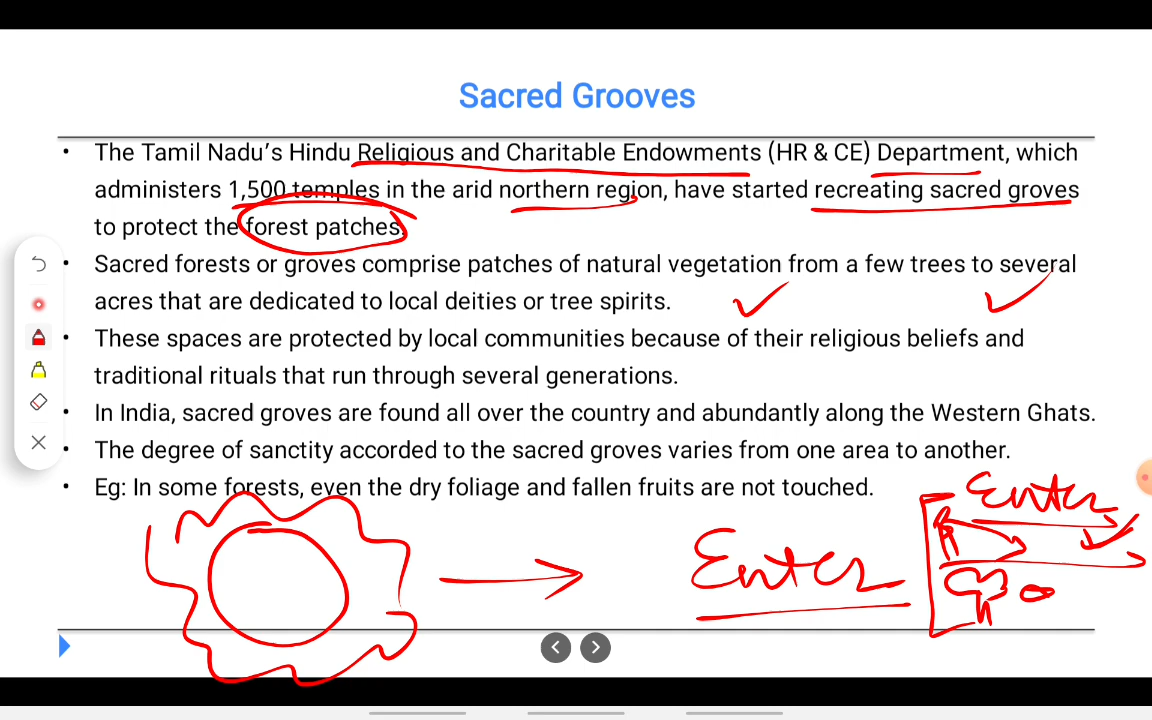 Sacred Grooves
• The Tamil Nadu's Hindu Religious and Charitable Endowments (HR & CE) Department, which
administers 1,500 temples in the arid northern region, have started recreating sacred groves
to protect the forest patches.
• Sacred forests or groves comprise patches of natural vegetation from a few trees to several
acres that are dedicated to local deities or tree spirits.
• These spaces are protected by local communities because of their religious beliefs and
traditional rituals that run through several generations.
• In India, sacred groves are found all over the country and abundantly along the Western Ghats.
• The degree of sanctity accorded to the sacred groves varies from one area to another.
• Eg: In some forests, even the dry foliage and fallen fruits are not touched.
Enter
Enter